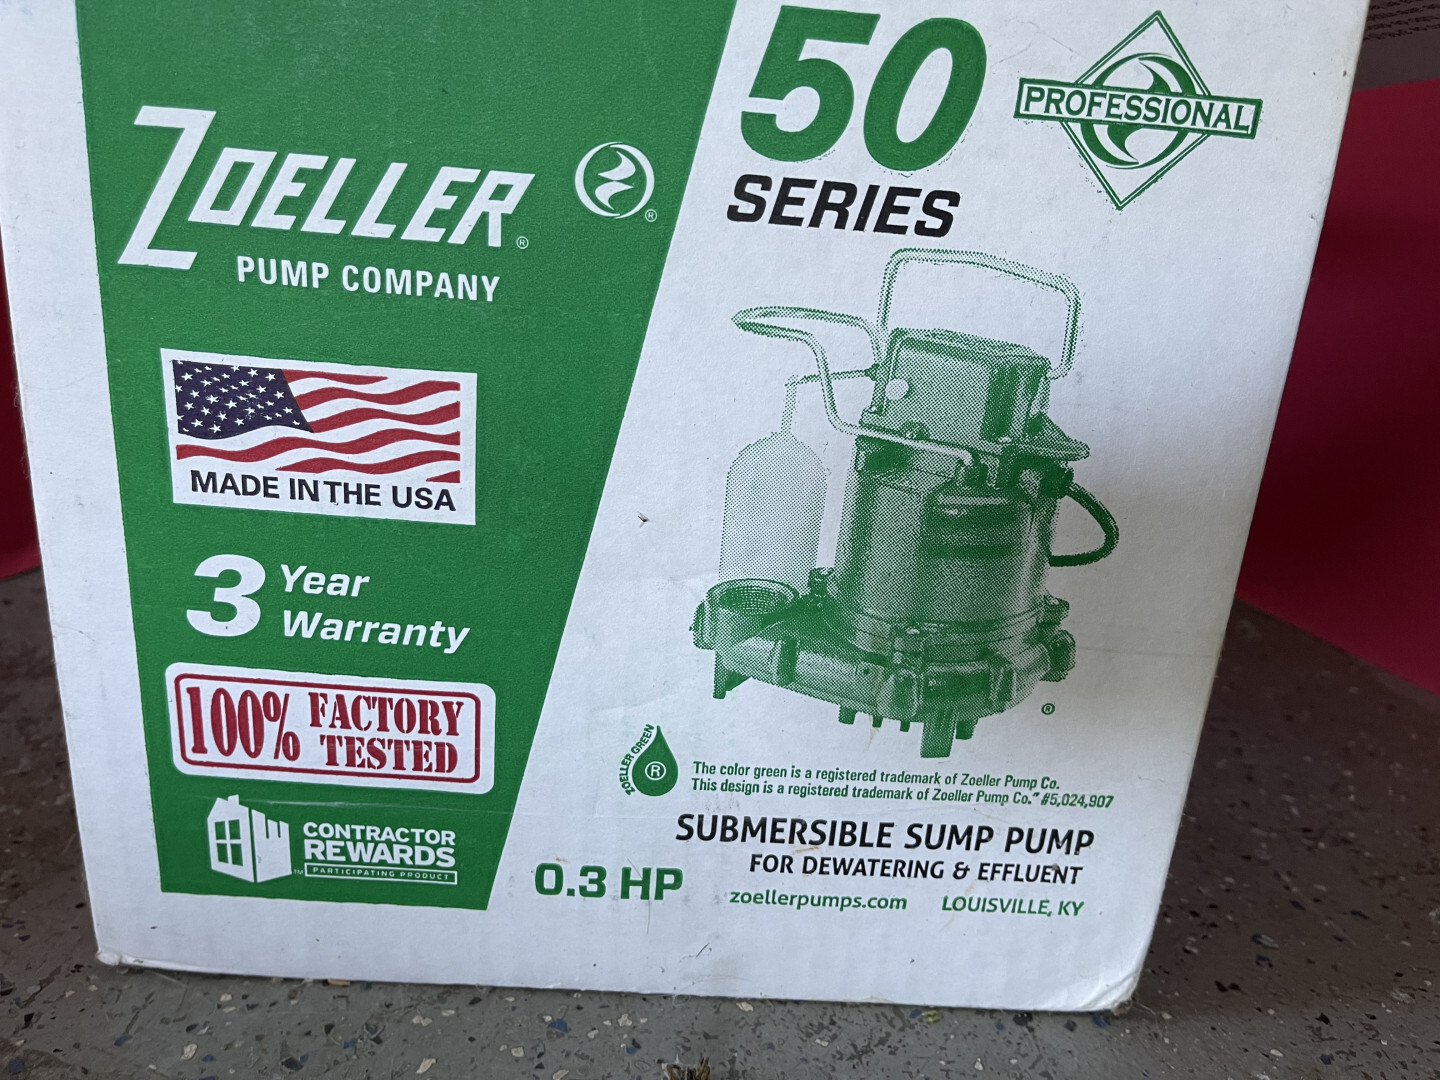 ZOELLER®
PUMP COMPANY
®
MADE IN THE USA
3 Year
Warranty
100% FACTORY
TESTED
CONTRACTOR
REWARDS
™ PARTICIPATING PRODUCT
50
SERIES
PROFESSIONAL
®
ZOELLER GREEN
®
The color green is a registered trademark of Zoeller Pump Co.
This design is a registered trademark of Zoeller Pump Co.™ #5,024,907
SUBMERSIBLE SUMP PUMP
FOR DEWATERING & EFFLUENT
0.3 HP
zoellerpumps.com LOUISVILLE, KY